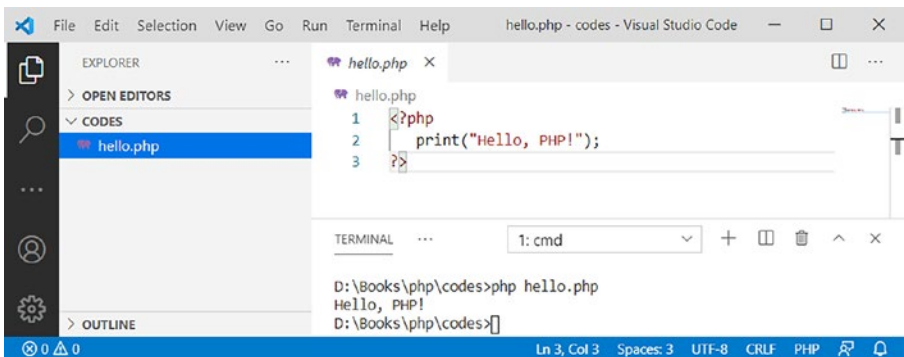 File Edit Selection View Go Run Terminal Help hello.php - codes - Visual Studio Code
EXPLORER
OPEN EDITORS
CODES
hello.php
OUTLINE
hello.php
hello.php
1 <?php
2 print("Hello, PHP!");
3 ?>
TERMINAL 1: cmd
D:\Books\php\codes>php hello.php
Hello, PHP!
D:\Books\php\codes>
0 0 Ln 3, Col 3 Spaces: 3 UTF-8 CRLF PHP